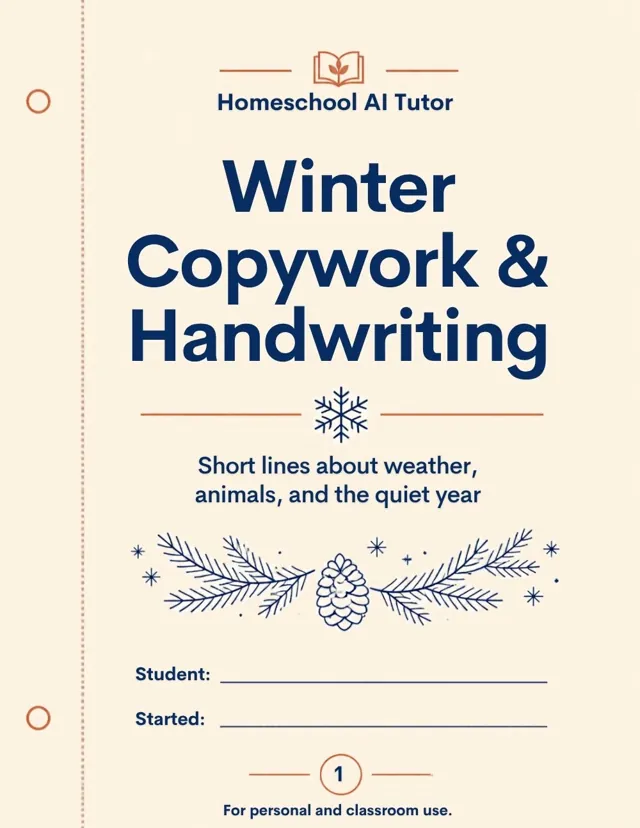 Homeschool AI Tutor
Winter
Copywork &
Handwriting
Short lines about weather,
animals, and the quiet year
Student:
Started:
1
For personal and classroom use.